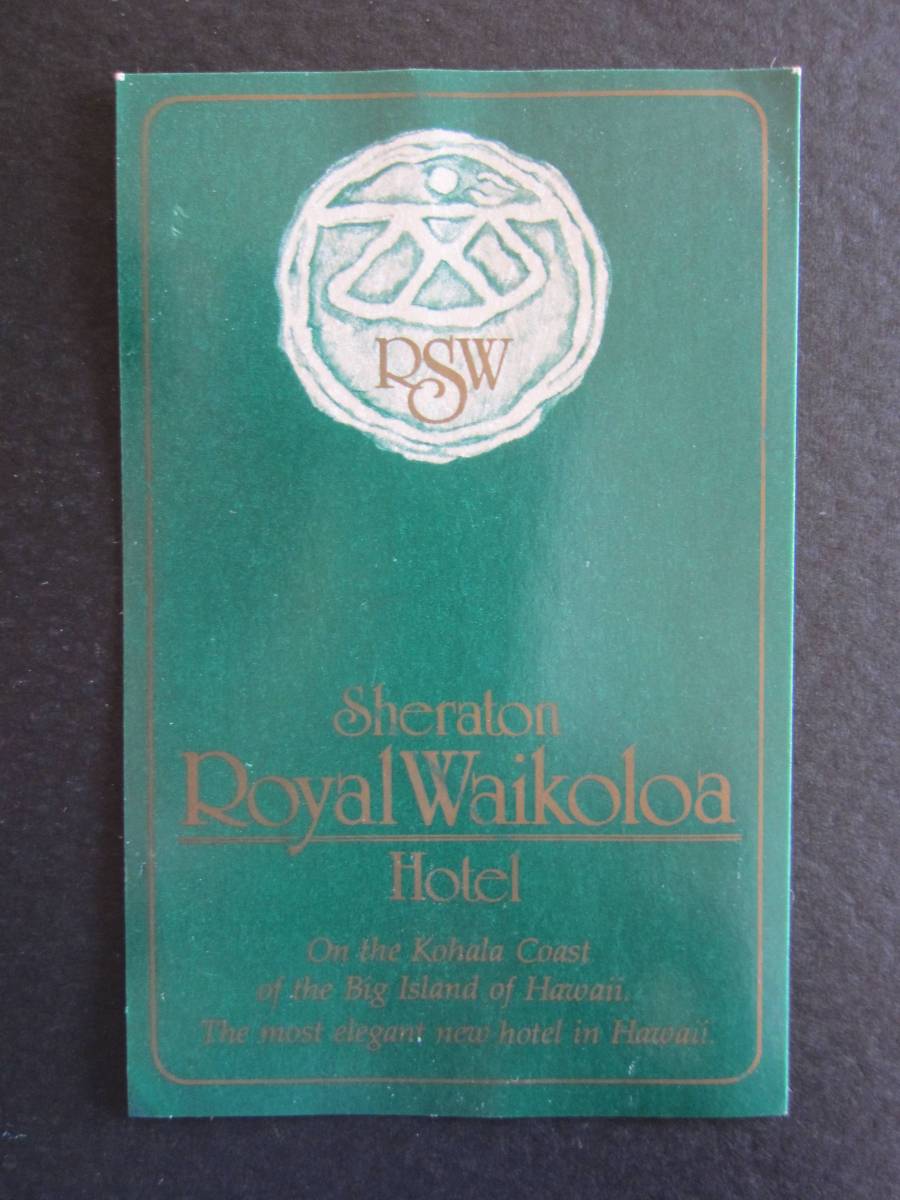 RSW
Sheraton
Royal Waikoloa
Hotel
On the Kohala Coast
of the Big Island of Hawaii.
The most elegant new hotel in Hawaii.